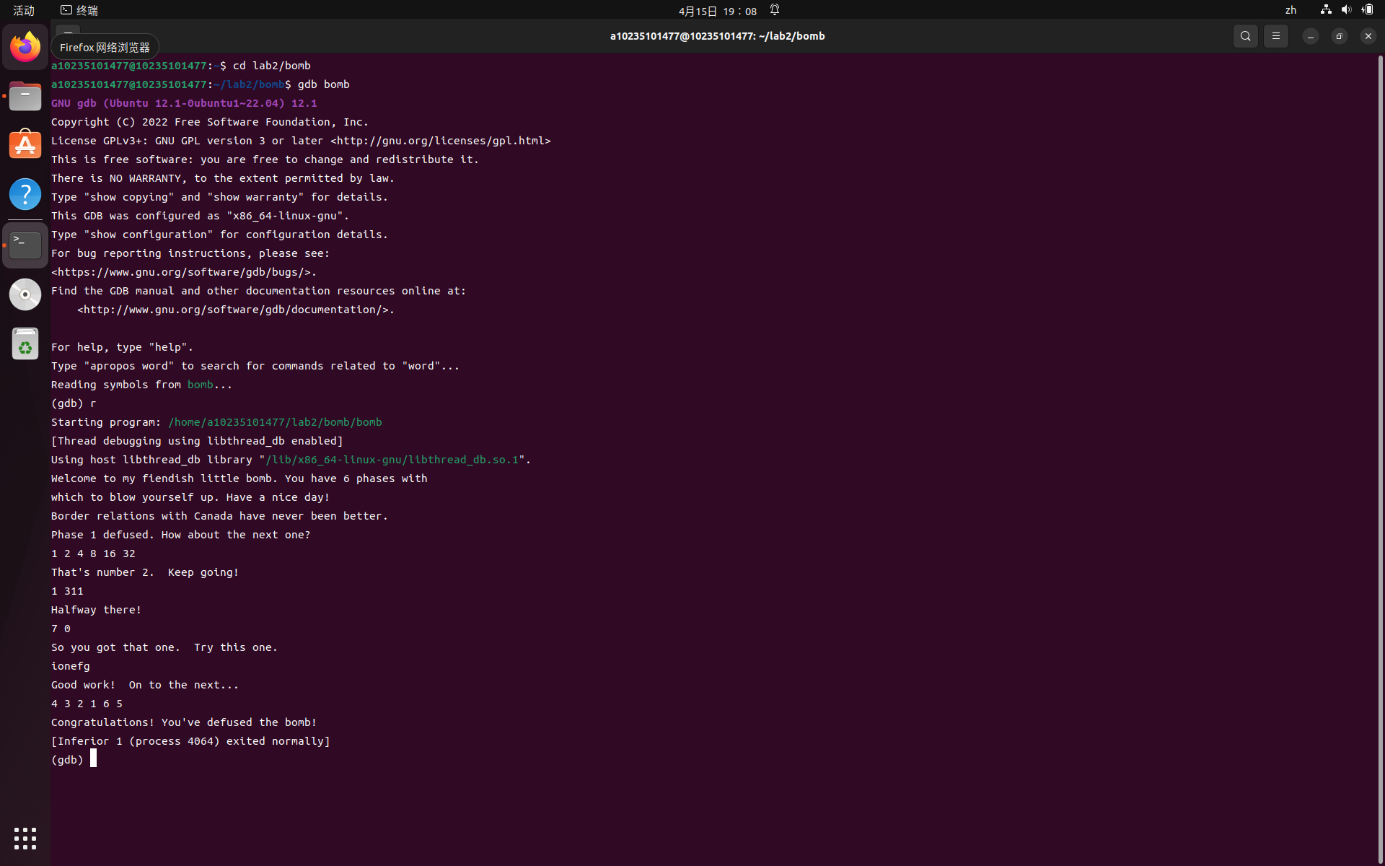 活动
终端
4月15日 19：08
zh
Firefox 网络浏览器
a10235101477@10235101477: ~/lab2/bomb
a10235101477@10235101477:~$ cd lab2/bomb
a10235101477@10235101477:~/lab2/bomb$ gdb bomb
GNU gdb (Ubuntu 12.1-0ubuntu1~22.04) 12.1
Copyright (C) 2022 Free Software Foundation, Inc.
License GPLv3+: GNU GPL version 3 or later <http://gnu.org/licenses/gpl.html>
This is free software: you are free to change and redistribute it.
There is NO WARRANTY, to the extent permitted by law.
Type "show copying" and "show warranty" for details.
This GDB was configured as "x86_64-linux-gnu".
Type "show configuration" for configuration details.
For bug reporting instructions, please see:
<https://www.gnu.org/software/gdb/bugs/>.
Find the GDB manual and other documentation resources online at:
    <http://www.gnu.org/software/gdb/documentation/>.
For help, type "help".
Type "apropos word" to search for commands related to "word"...
Reading symbols from bomb...
(gdb) r
Starting program: /home/a10235101477/lab2/bomb/bomb
[Thread debugging using libthread_db enabled]
Using host libthread_db library "/lib/x86_64-linux-gnu/libthread_db.so.1".
Welcome to my fiendish little bomb. You have 6 phases with
which to blow yourself up. Have a nice day!
Border relations with Canada have never been better.
Phase 1 defused. How about the next one?
1 2 4 8 16 32
That's number 2.  Keep going!
1 311
Halfway there!
7 0
So you got that one.  Try this one.
ionefg
Good work!  On to the next...
4 3 2 1 6 5
Congratulations! You've defused the bomb!
[Inferior 1 (process 4064) exited normally]
(gdb)